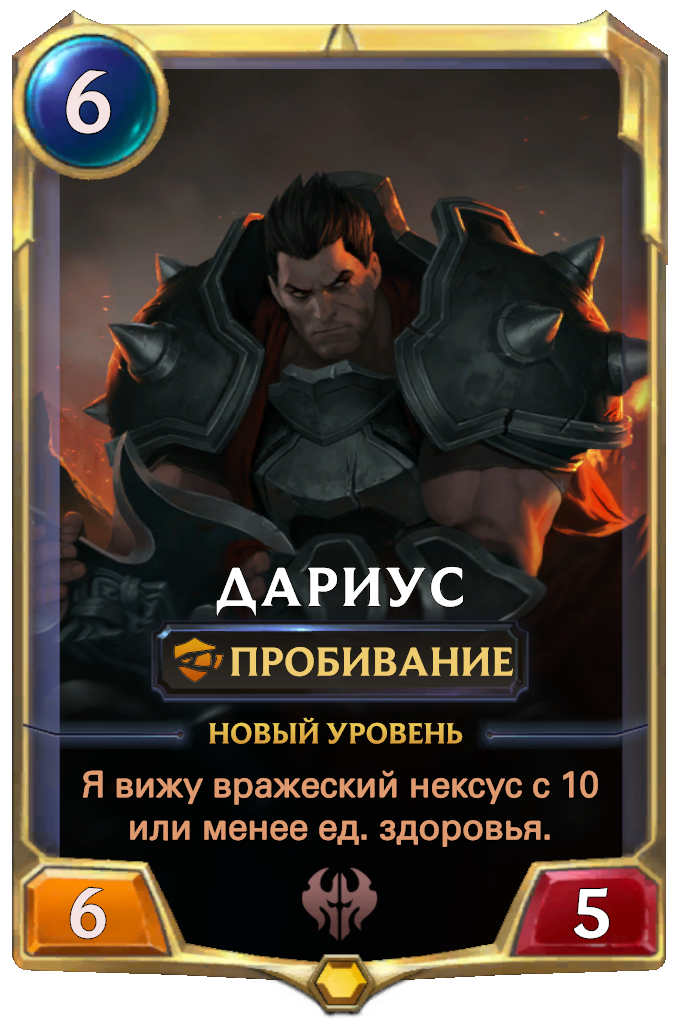 6
ДАРИУС
ПРОБИВАНИЕ
НОВЫЙ УРОВЕНЬ
Я вижу вражеский нексус с 10
или менее ед. здоровья.
6
5